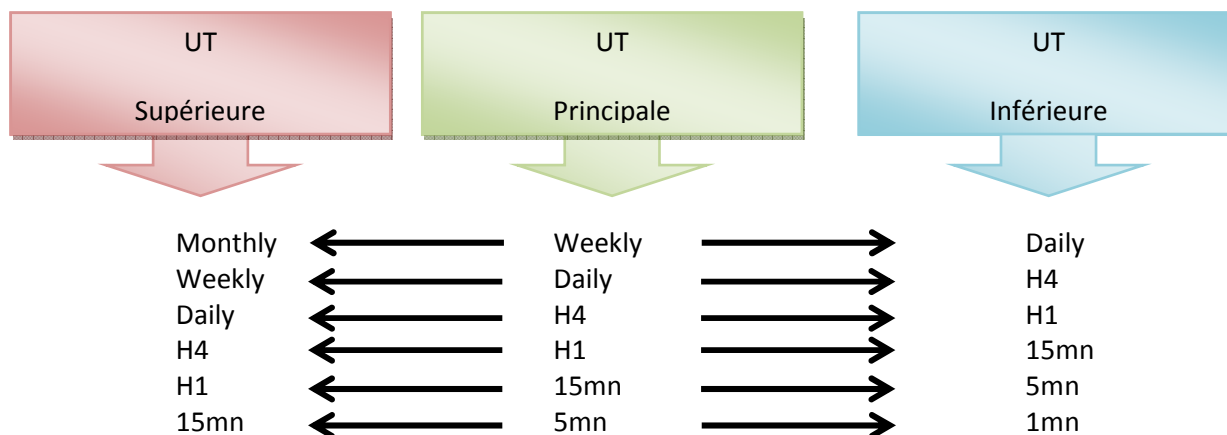 UT
Supérieure
UT
Principale
UT
Inférieure
Monthly Weekly Daily
Weekly Daily H4
Daily H4 H1
H4 H1 15mn
H1 15mn 5mn
15mn 5mn 1mn